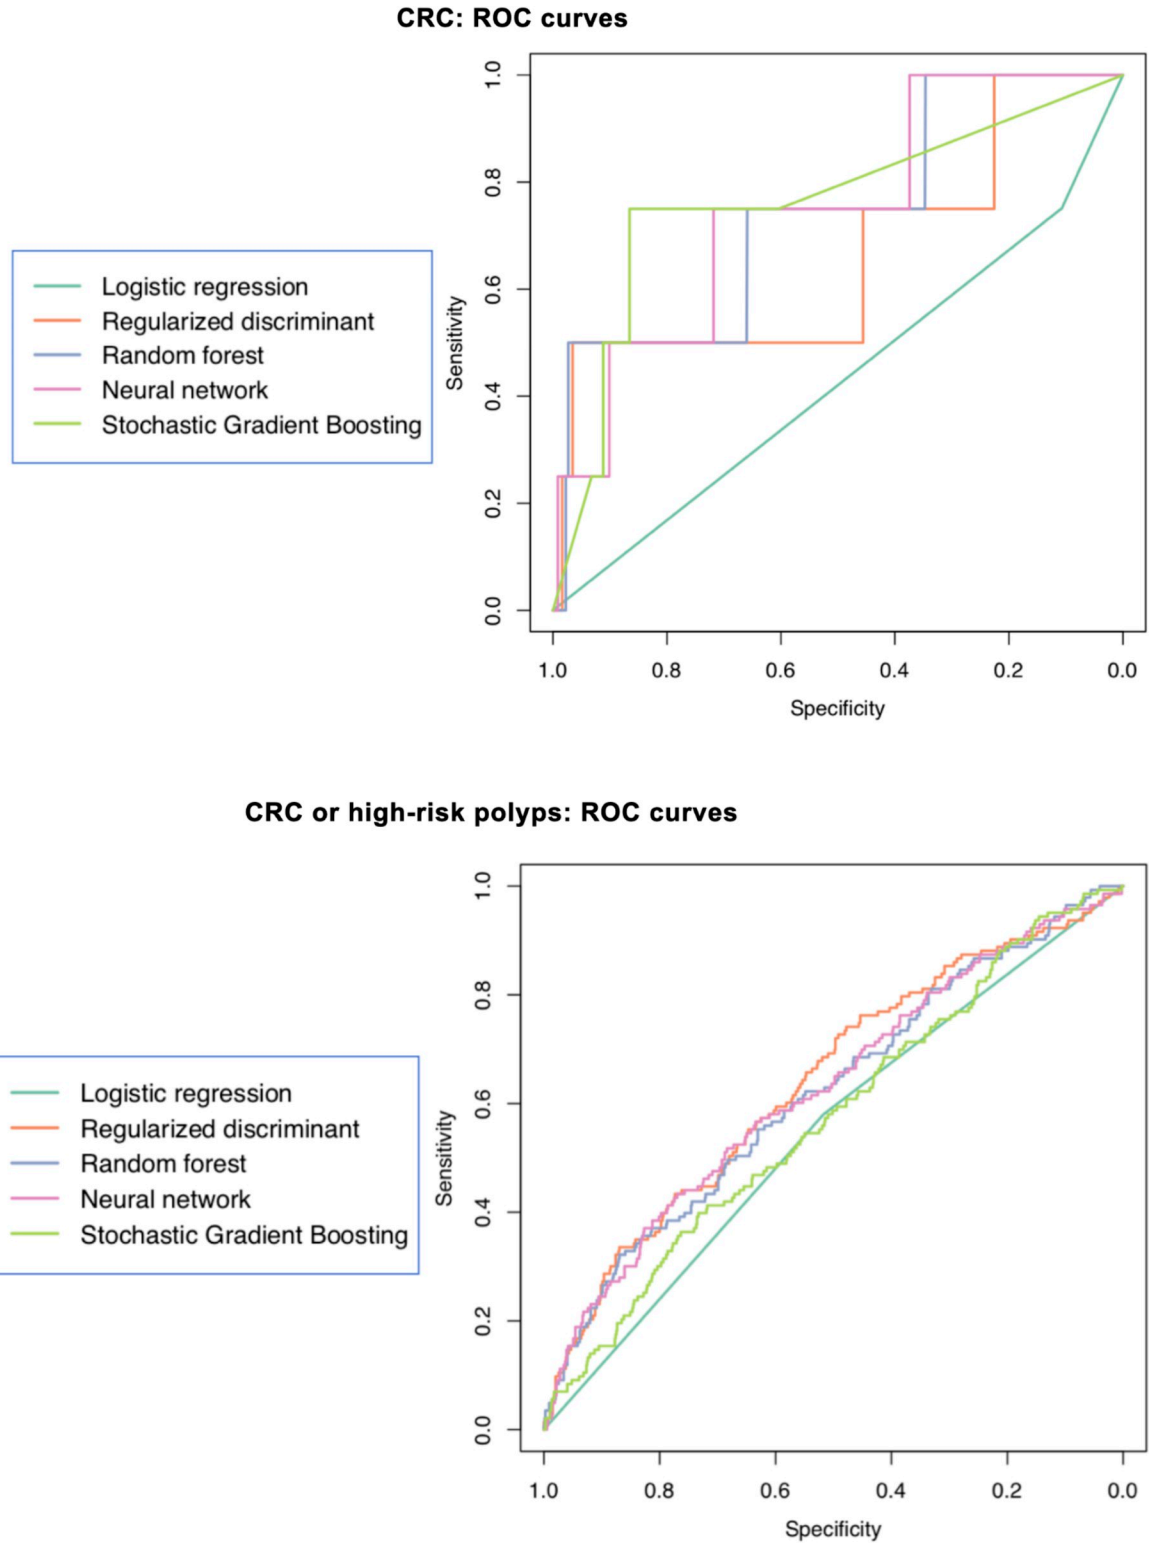 CRC: ROC curves
Logistic regression
Regularized discriminant
Random forest
Neural network
Stochastic Gradient Boosting
Sensitivity
1.0
0.8
0.6
0.4
0.2
0.0
1.0 0.8 0.6 0.4 0.2 0.0
Specificity
CRC or high-risk polyps: ROC curves
Logistic regression
Regularized discriminant
Random forest
Neural network
Stochastic Gradient Boosting
Sensitivity
1.0
0.8
0.6
0.4
0.2
0.0
1.0 0.8 0.6 0.4 0.2 0.0
Specificity